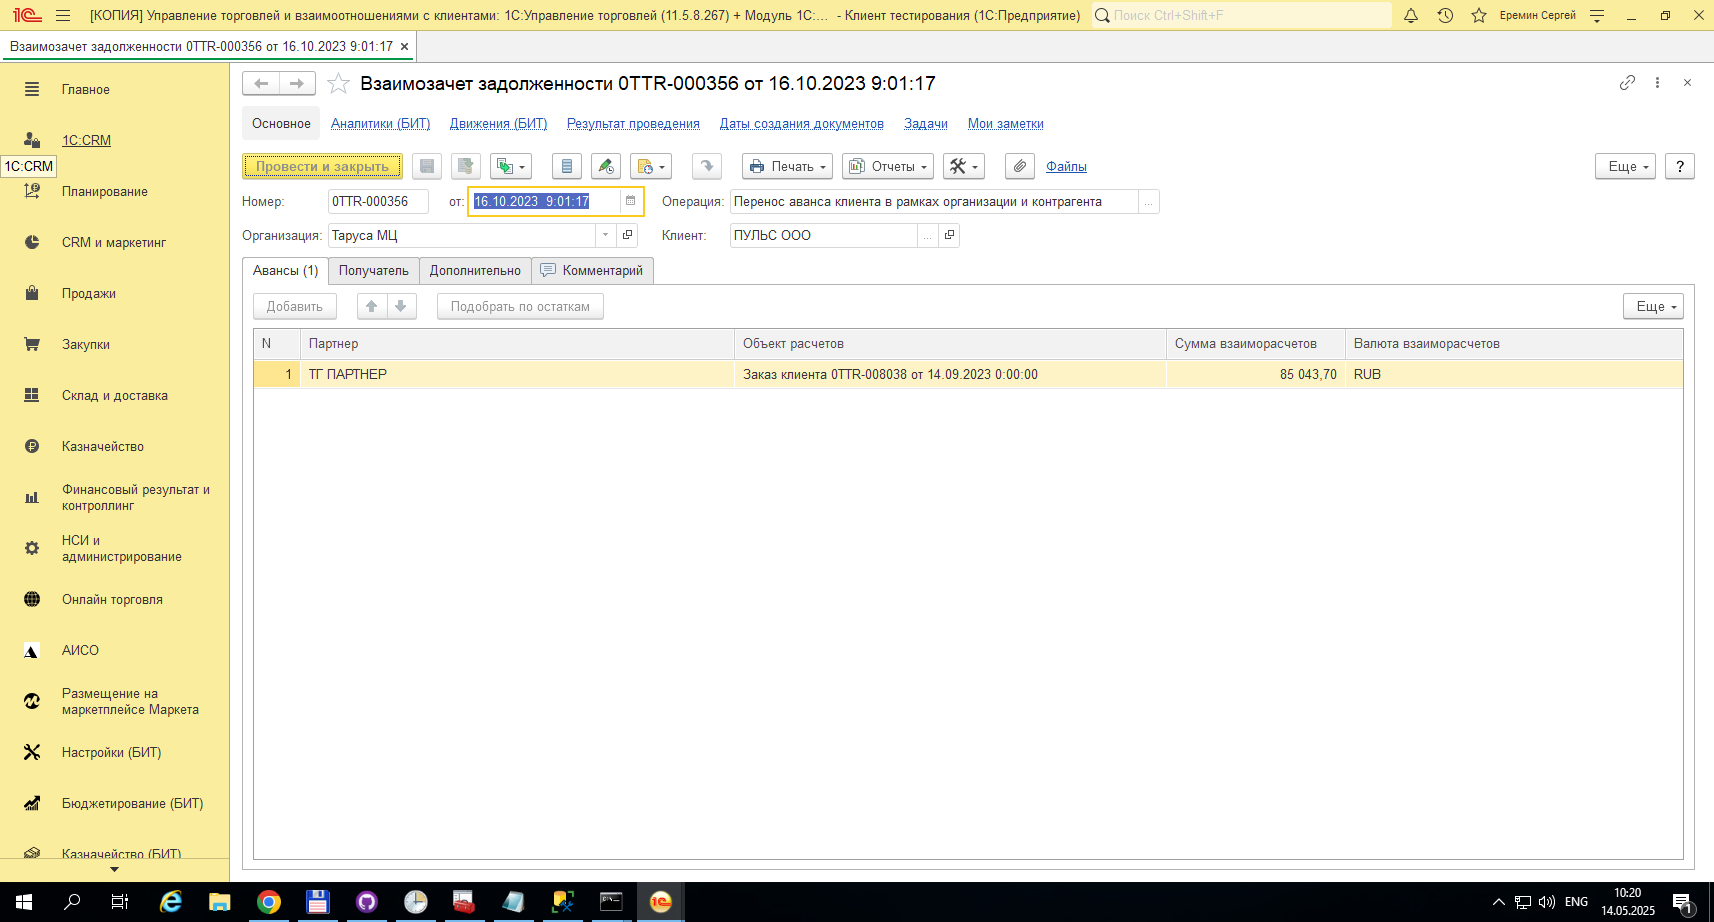 [КОПИЯ] Управление торговлей и взаимоотношениями с клиентами: 1С:Управление торговлей (11.5.8.267) + Модуль 1С:... - Клиент тестирования (1С:Предприятие)
Поиск Ctrl+Shift+F
Еремин Сергей
Взаимозачет задолженности 0TTR-000356 от 16.10.2023 9:01:17
Главное
1С:CRM
1С:CRM
Планирование
CRM и маркетинг
Продажи
Закупки
Склад и доставка
Казначейство
Финансовый результат и
контроллинг
НСИ и
администрирование
Онлайн торговля
АИСО
Размещение на
маркетплейсе Маркета
Настройки (БИТ)
Бюджетирование (БИТ)
Казначейство (БИТ)
Взаимозачет задолженности 0TTR-000356 от 16.10.2023 9:01:17
Основное Аналитики (БИТ) Движения (БИТ) Результат проведения Даты создания документов Задачи Мои заметки
Провести и закрыть Печать Отчеты Файлы Еще ?
Номер: 0TTR-000356 от: 16.10.2023 9:01:17 Операция: Перенос аванса клиента в рамках организации и контрагента ...
Организация: Таруса МЦ Клиент: ПУЛЬС ООО ...
Авансы (1) Получатель Дополнительно Комментарий
Добавить Подобрать по остаткам Еще
N Партнер Объект расчетов Сумма взаиморасчетов Валюта взаиморасчетов
1 ТГ ПАРТНЕР Заказ клиента 0TTR-008038 от 14.09.2023 0:00:00 85 043,70 RUB
ENG
10:20
14.05.2025
1